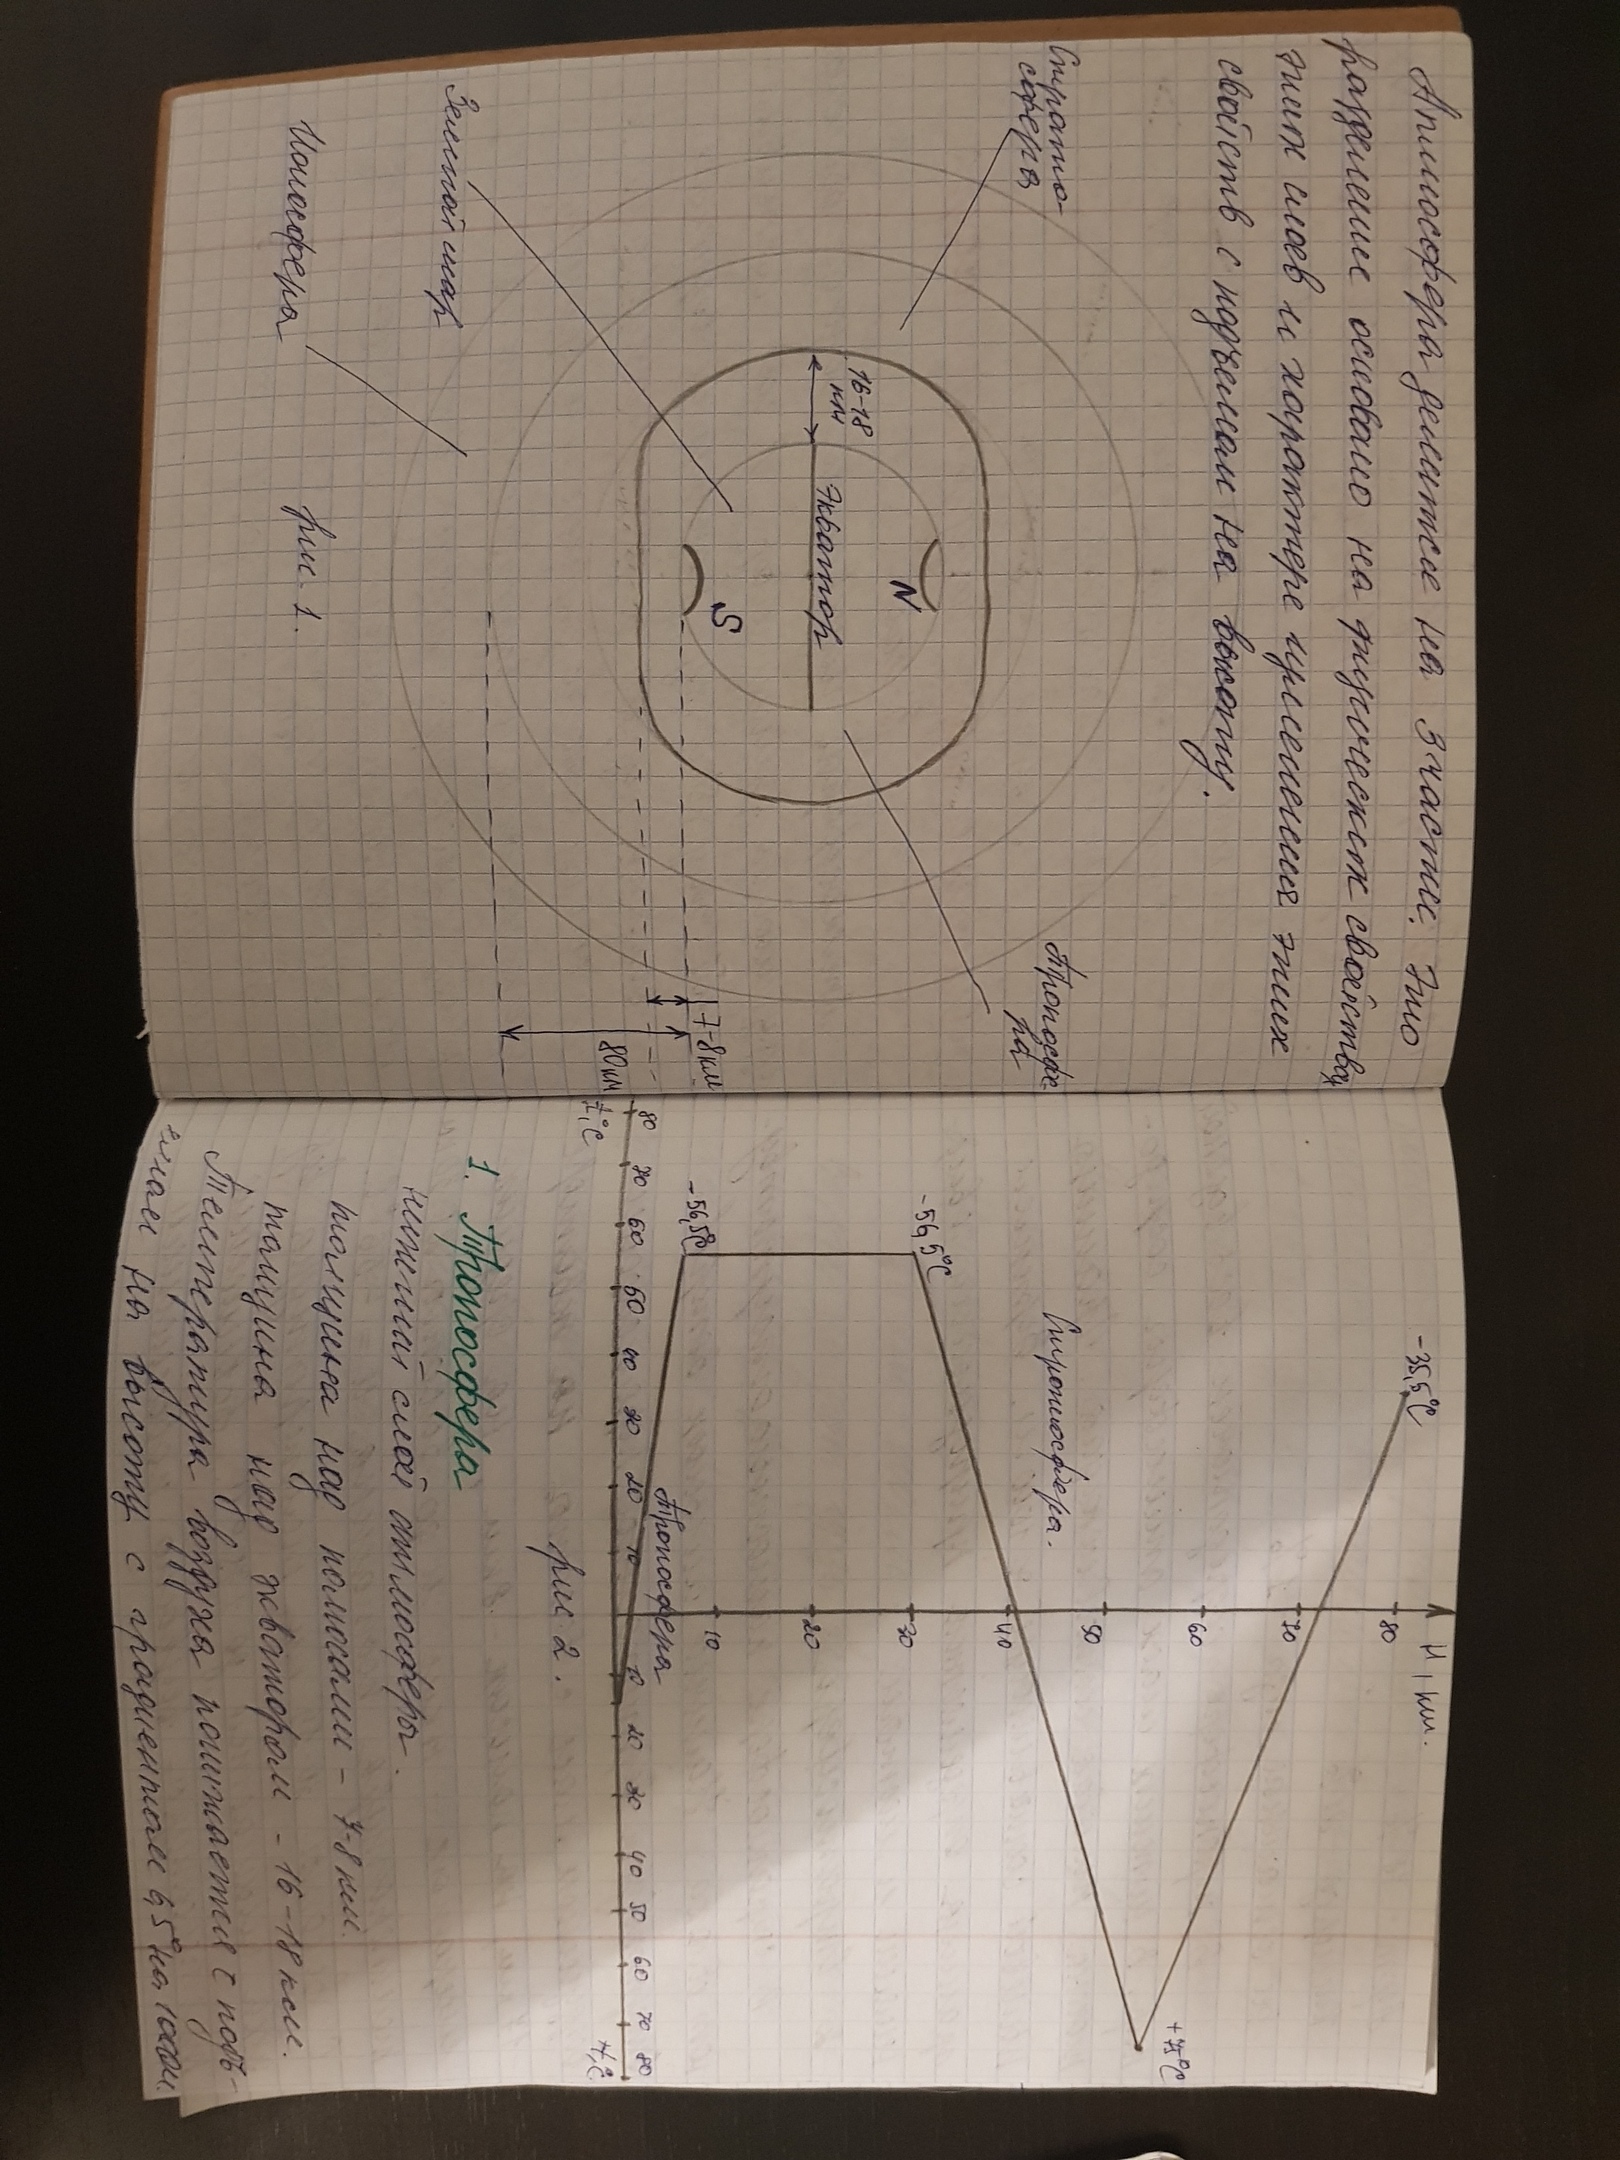 Атмосфера делится на 3 части. Это
разделение основано на физических свойствах
этих слоев и характере изменения этих
свойств с подъемом на высоту.
Страто-
сфера
Тропосфе-
ра
N
16-18
км
Экватор
S
7-8 км
80 км
Земной шар
Ионосфера
рис. 1.
-35,5°C
H, км.
80
70
60
+75°C
50
Стратосфера.
40
-56,5°C
30
20
10
-56,5°C
Тропосфера
80 70 60 50 40 30 20 10 10 20 30 40 50 60 70 80
t,°C
+t,°C
рис 2.
1. Тропосфера
нижний слой атмосферы.
толщина над полюсами - 7-8 км.
толщина над экватором - 16-18 км.
Температура воздуха понижается с подъ-
емом на высоту с градиентом 6,5° на 1000м.